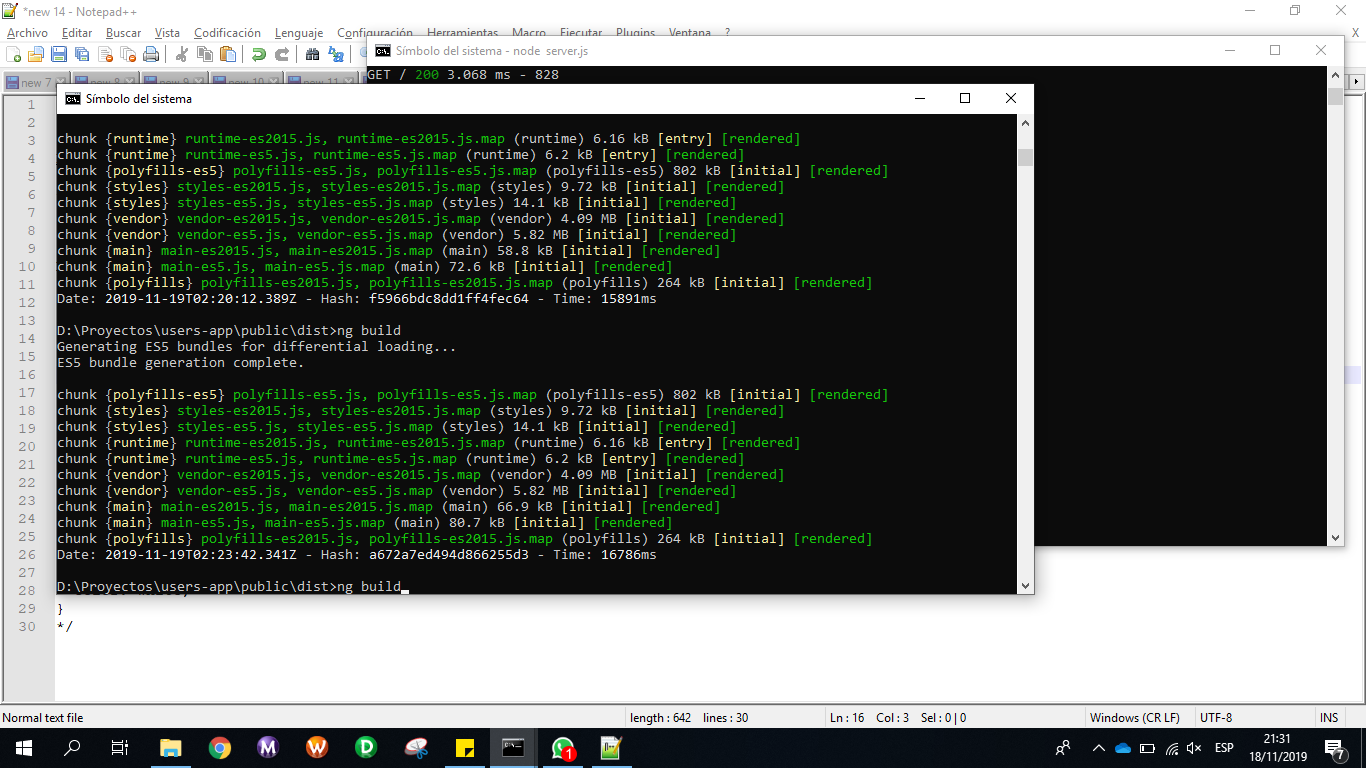 *new 14 - Notepad++
Archivo Editar Buscar Vista Codificación Lenguaje Configuración Herramientas Macro Ejecutar Plugins Ventana ? X
Símbolo del sistema - node server.js
new 7 new 8 new 9 new 10 new 11
GET / 200 3.068 ms - 828
Símbolo del sistema
chunk {runtime} runtime-es2015.js, runtime-es2015.js.map (runtime) 6.16 kB [entry] [rendered]
chunk {runtime} runtime-es5.js, runtime-es5.js.map (runtime) 6.2 kB [entry] [rendered]
chunk {polyfills-es5} polyfills-es5.js, polyfills-es5.js.map (polyfills-es5) 802 kB [initial] [rendered]
chunk {styles} styles-es2015.js, styles-es2015.js.map (styles) 9.72 kB [initial] [rendered]
chunk {styles} styles-es5.js, styles-es5.js.map (styles) 14.1 kB [initial] [rendered]
chunk {vendor} vendor-es2015.js, vendor-es2015.js.map (vendor) 4.09 MB [initial] [rendered]
chunk {vendor} vendor-es5.js, vendor-es5.js.map (vendor) 5.82 MB [initial] [rendered]
chunk {main} main-es2015.js, main-es2015.js.map (main) 58.8 kB [initial] [rendered]
chunk {main} main-es5.js, main-es5.js.map (main) 72.6 kB [initial] [rendered]
chunk {polyfills} polyfills-es2015.js, polyfills-es2015.js.map (polyfills) 264 kB [initial] [rendered]
Date: 2019-11-19T02:20:12.389Z - Hash: f5966bdc8dd1ff4fec64 - Time: 15891ms
D:\Proyectos\users-app\public\dist>ng build
Generating ES5 bundles for differential loading...
ES5 bundle generation complete.
chunk {polyfills-es5} polyfills-es5.js, polyfills-es5.js.map (polyfills-es5) 802 kB [initial] [rendered]
chunk {styles} styles-es2015.js, styles-es2015.js.map (styles) 9.72 kB [initial] [rendered]
chunk {styles} styles-es5.js, styles-es5.js.map (styles) 14.1 kB [initial] [rendered]
chunk {runtime} runtime-es2015.js, runtime-es2015.js.map (runtime) 6.16 kB [entry] [rendered]
chunk {runtime} runtime-es5.js, runtime-es5.js.map (runtime) 6.2 kB [entry] [rendered]
chunk {vendor} vendor-es2015.js, vendor-es2015.js.map (vendor) 4.09 MB [initial] [rendered]
chunk {vendor} vendor-es5.js, vendor-es5.js.map (vendor) 5.82 MB [initial] [rendered]
chunk {main} main-es2015.js, main-es2015.js.map (main) 66.9 kB [initial] [rendered]
chunk {main} main-es5.js, main-es5.js.map (main) 80.7 kB [initial] [rendered]
chunk {polyfills} polyfills-es2015.js, polyfills-es2015.js.map (polyfills) 264 kB [initial] [rendered]
Date: 2019-11-19T02:23:42.341Z - Hash: a672a7ed494d866255d3 - Time: 16786ms
D:\Proyectos\users-app\public\dist>ng build
1
2
3
4
5
6
7
8
9
10
11
12
13
14
15
16
17
18
19
20
21
22
23
24
25
26
27
28
29 }
30 */
Normal text file length : 642 lines : 30 Ln : 16 Col : 3 Sel : 0 | 0 Windows (CR LF) UTF-8 INS
M W D 1 ESP 21:31
18/11/2019 7